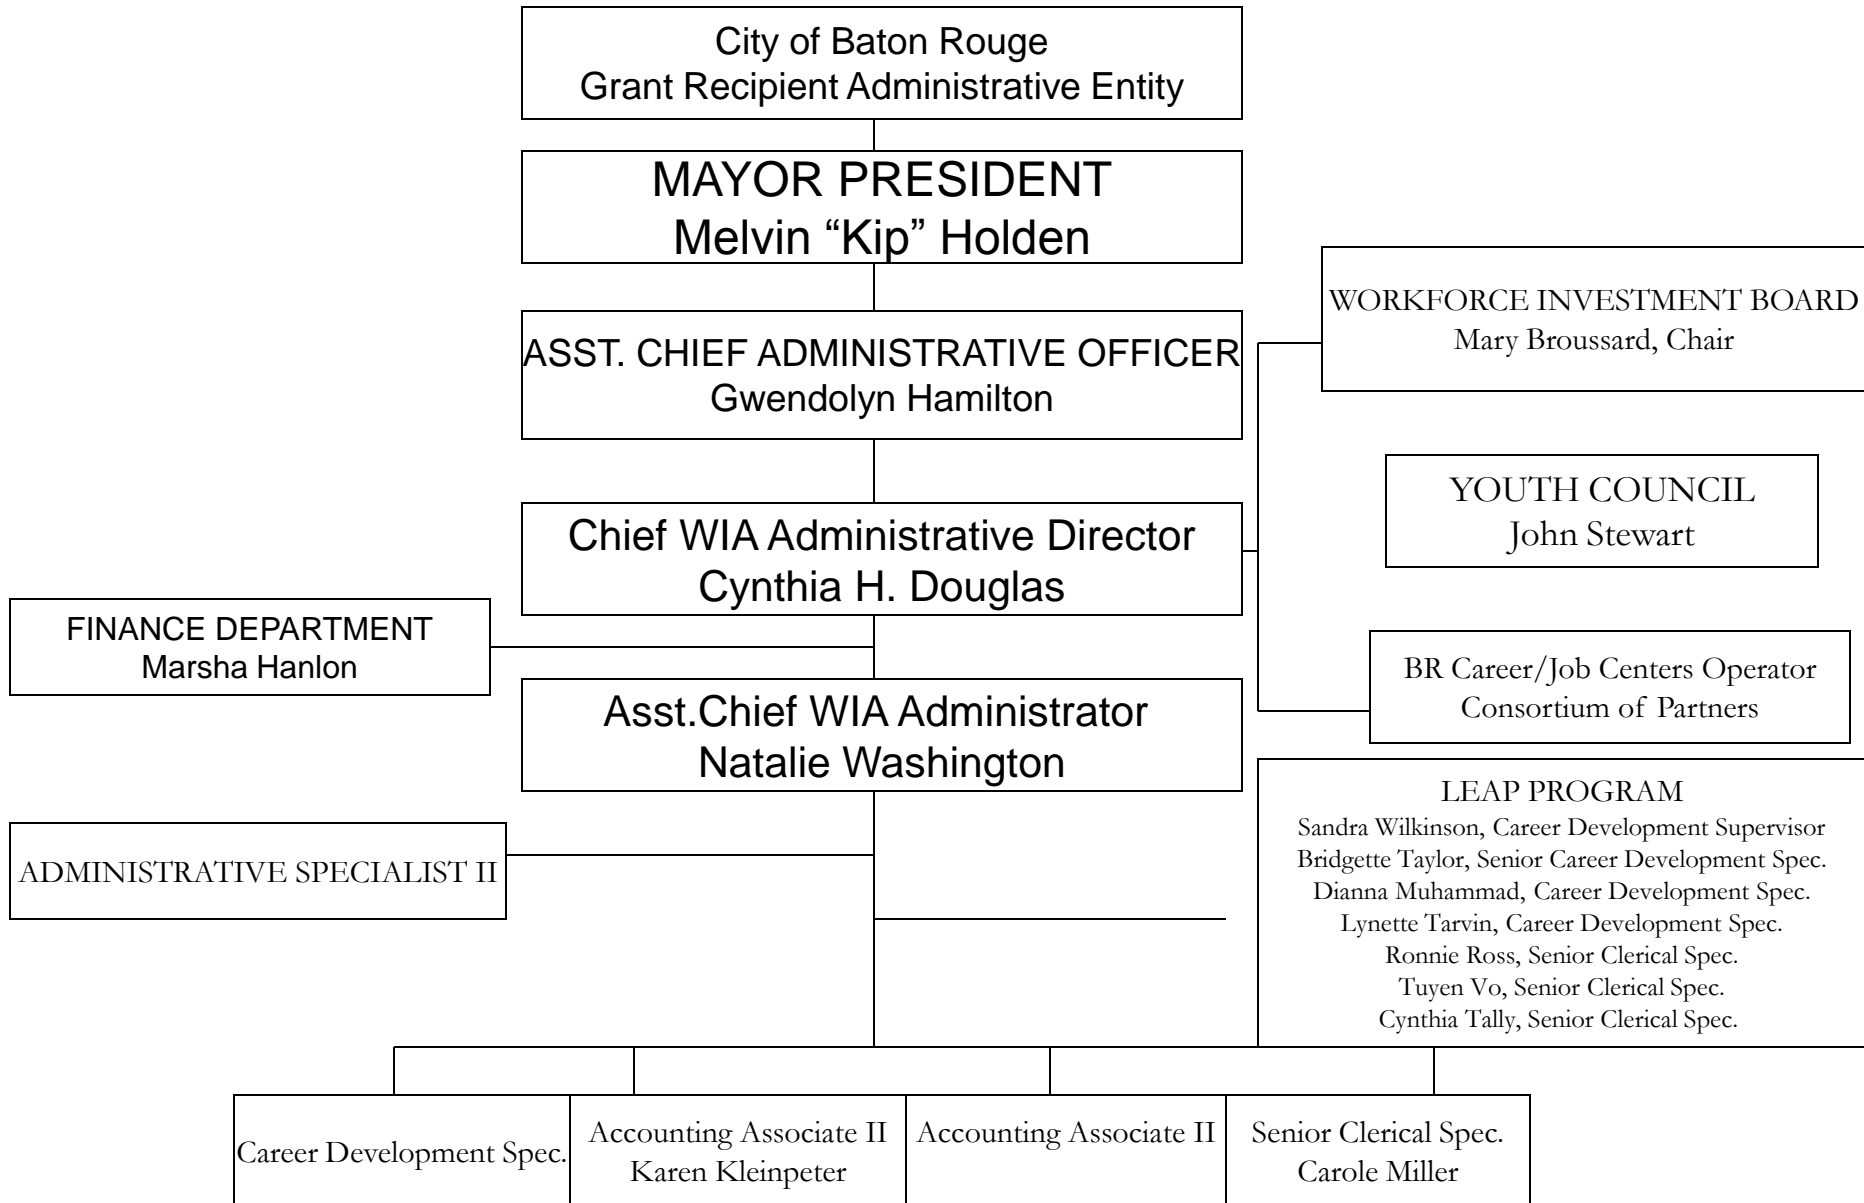 City of Baton Rouge
Grant Recipient Administrative Entity
MAYOR PRESIDENT
Melvin “Kip” Holden
ASST. CHIEF ADMINISTRATIVE OFFICER
Gwendolyn Hamilton
WORKFORCE INVESTMENT BOARD
Mary Broussard, Chair
YOUTH COUNCIL
John Stewart
Chief WIA Administrative Director
Cynthia H. Douglas
FINANCE DEPARTMENT
Marsha Hanlon
BR Career/Job Centers Operator
Consortium of Partners
Asst.Chief WIA Administrator
Natalie Washington
LEAP PROGRAM
Sandra Wilkinson, Career Development Supervisor
Bridgette Taylor, Senior Career Development Spec.
Dianna Muhammad, Career Development Spec.
Lynette Tarvin, Career Development Spec.
Ronnie Ross, Senior Clerical Spec.
Tuyen Vo, Senior Clerical Spec.
Cynthia Tally, Senior Clerical Spec.
ADMINISTRATIVE SPECIALIST II
Career Development Spec.
Accounting Associate II
Karen Kleinpeter
Accounting Associate II
Senior Clerical Spec.
Carole Miller